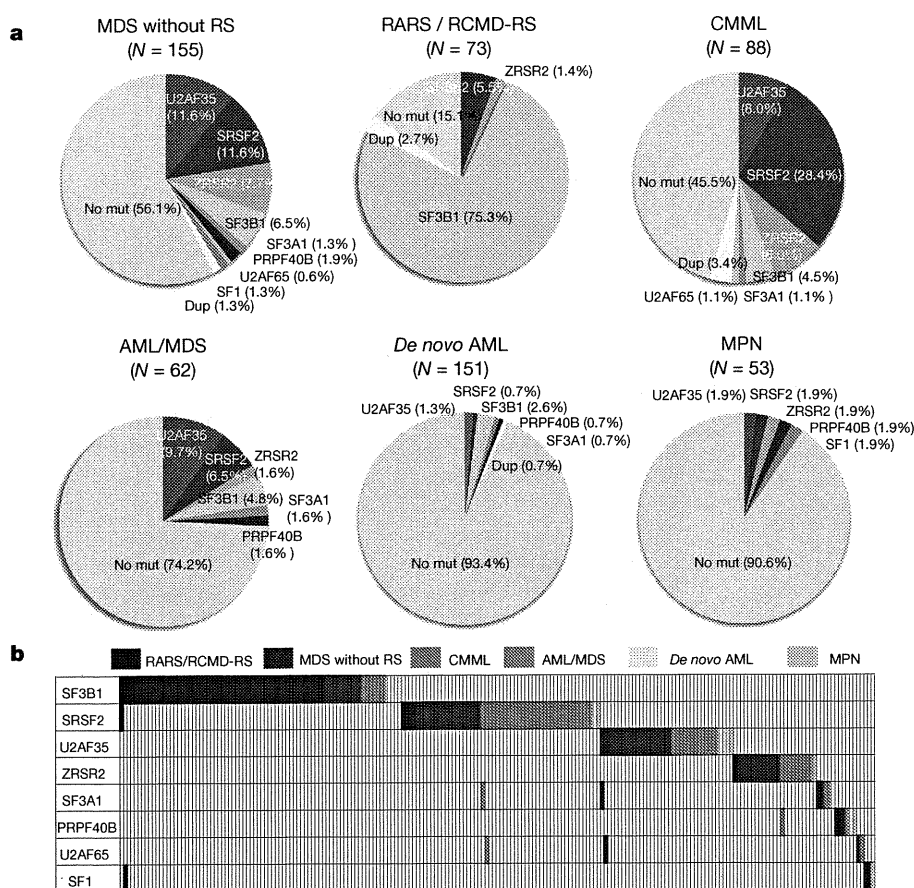 a
MDS without RS
(N = 155)
U2AF35
(11.6%)
SRSF2
(11.6%)
SF3B1 (6.5%)
SF3A1 (1.3% )
PRPF40B (1.9%)
U2AF65 (0.6%)
SF1 (1.3%)
Dup (1.3%)
No mut (56.1%)
RARS / RCMD-RS
(N = 73)
ZRSR2 (1.4%)
No mut (15.1%)
Dup (2.7%)
SF3B1 (75.3%)
CMML
(N = 88)
U2AF35
(8.0%)
SRSF2 (28.4%)
SF3B1 (4.5%)
SF3A1 (1.1% )
U2AF65 (1.1%)
Dup (3.4%)
No mut (45.5%)
AML/MDS
(N = 62)
U2AF35
(9.7%)
SRSF2
(6.5%)
ZRSR2
(1.6%)
SF3B1 (4.8%)
SF3A1
(1.6% )
PRPF40B
(1.6% )
No mut (74.2%)
De novo AML
(N = 151)
SRSF2 (0.7%)
U2AF35 (1.3%)
SF3B1 (2.6%)
PRPF40B (0.7%)
SF3A1 (0.7%)
Dup (0.7%)
No mut (93.4%)
MPN
(N = 53)
U2AF35 (1.9%) SRSF2 (1.9%)
ZRSR2 (1.9%)
PRPF40B (1.9%)
SF1 (1.9%)
No mut (90.6%)
b
RARS/RCMD-RS MDS without RS CMML AML/MDS De novo AML MPN
SF3B1
SRSF2
U2AF35
ZRSR2
SF3A1
PRPF40B
U2AF65
SF1